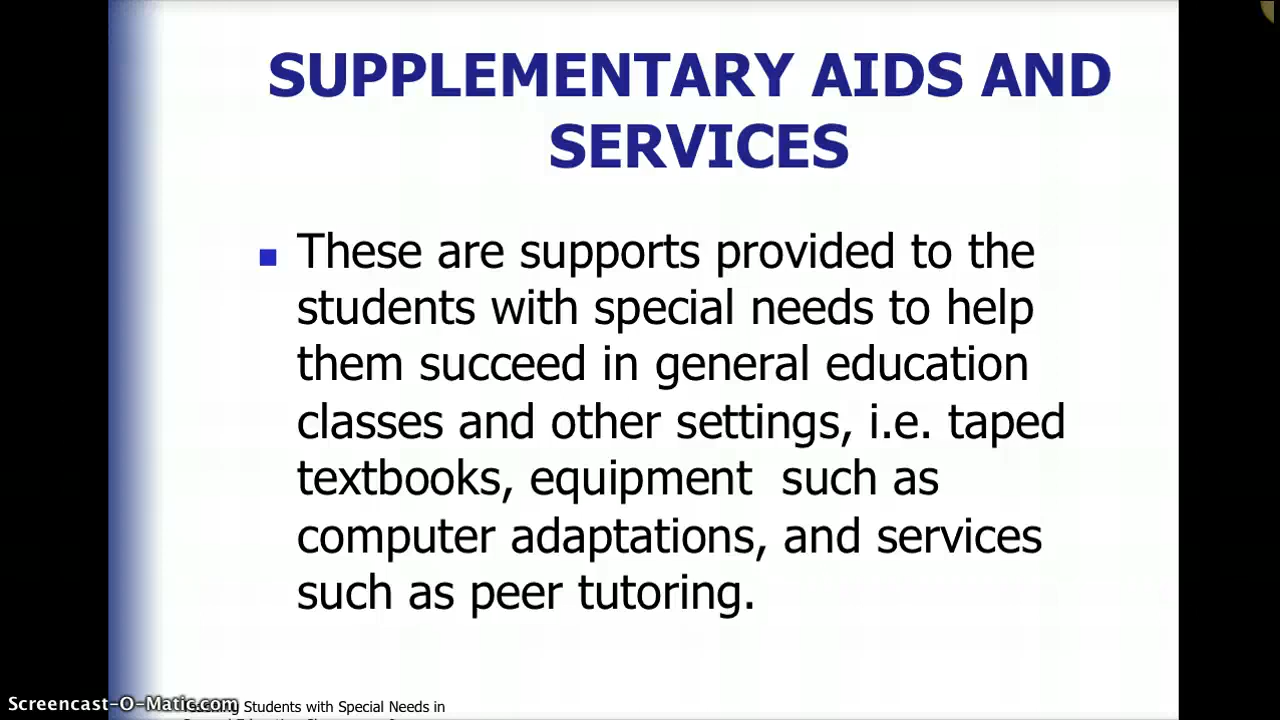 SUPPLEMENTARY AIDS AND
SERVICES
■ These are supports provided to the
students with special needs to help
them succeed in general education
classes and other settings, i.e. taped
textbooks, equipment  such as
computer adaptations, and services
such as peer tutoring.
Screencast-O-Matic.com
Students with Special Needs in